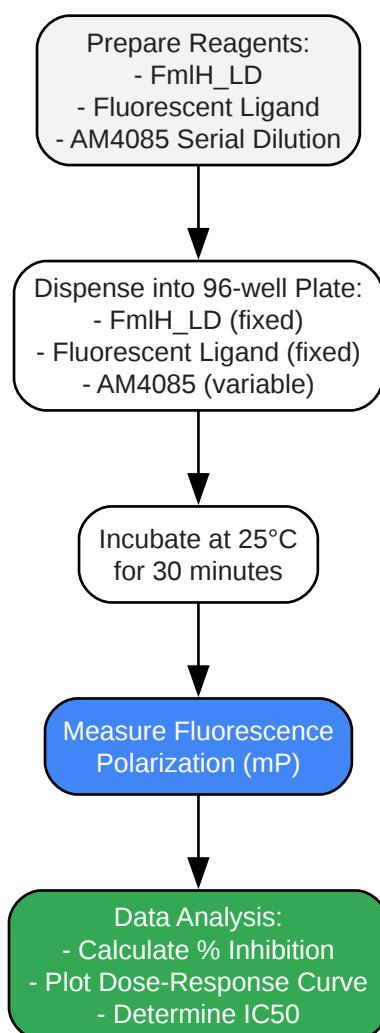 Prepare Reagents:
- FmlH_LD
- Fluorescent Ligand
- AM4085 Serial Dilution
Dispense into 96-well Plate:
- FmlH_LD (fixed)
- Fluorescent Ligand (fixed)
- AM4085 (variable)
Incubate at 25°C
for 30 minutes
Measure Fluorescence
Polarization (mP)
Data Analysis:
- Calculate % Inhibition
- Plot Dose-Response Curve
- Determine IC50